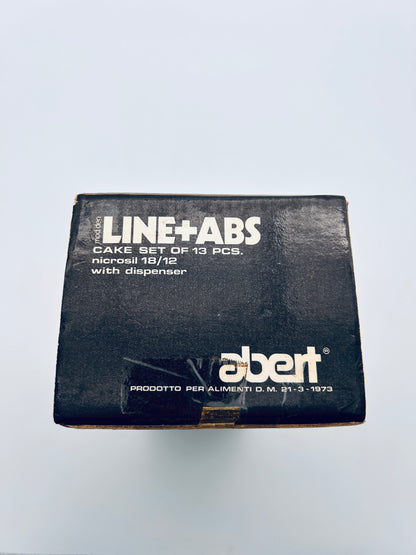 LINE+ABS
CAKE SET OF 13 PCS.
nicrosil 18/12
with dispenser
abert®
PRODOTTO PER ALIMENTI D. M. 21-3-1973